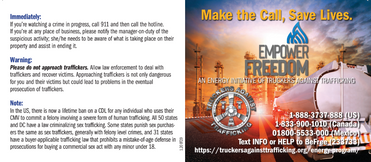 Immediately:
If you're watching a crime in progress, call 911 and then call the hotline.
If you're at any place of business, please notify the manager-on-duty of the
suspicious activity; she/he needs to be aware of what is taking place on their
property and assist in ending it.
Warning:
Please do not approach traffickers. Allow law enforcement to deal with
traffickers and recover victims. Approaching traffickers is not only dangerous
for you and their victims but could lead to problems in the eventual
prosecution of traffickers.
Note:
In the US, there is now a lifetime ban on a CDL for any individual who uses their
CMV to commit a felony involving a severe form of human trafficking. All 50 states
and DC have a law criminalizing sex trafficking. Some states punish sex purchas-
ers the same as sex traffickers, generally with felony level crimes, and 31 states
have a buyer-applicable trafficking law that prohibits a mistake-of-age defense in
prosecutions for buying a commercial sex act with any minor under 18.
Make the Call, Save Lives.
EMPOWER
FREEDOM
AN ENERGY INITIATIVE OF TRUCKERS AGAINST TRAFFICKING
TRAFFICKING
1-888-3737-888 (US)
1-833-900-1010 (Canada)
01800-5533-000 (Mexico)
Text INFO or HELP to BeFree (233733)
https://truckersagainsttrafficking.org/energy-program/